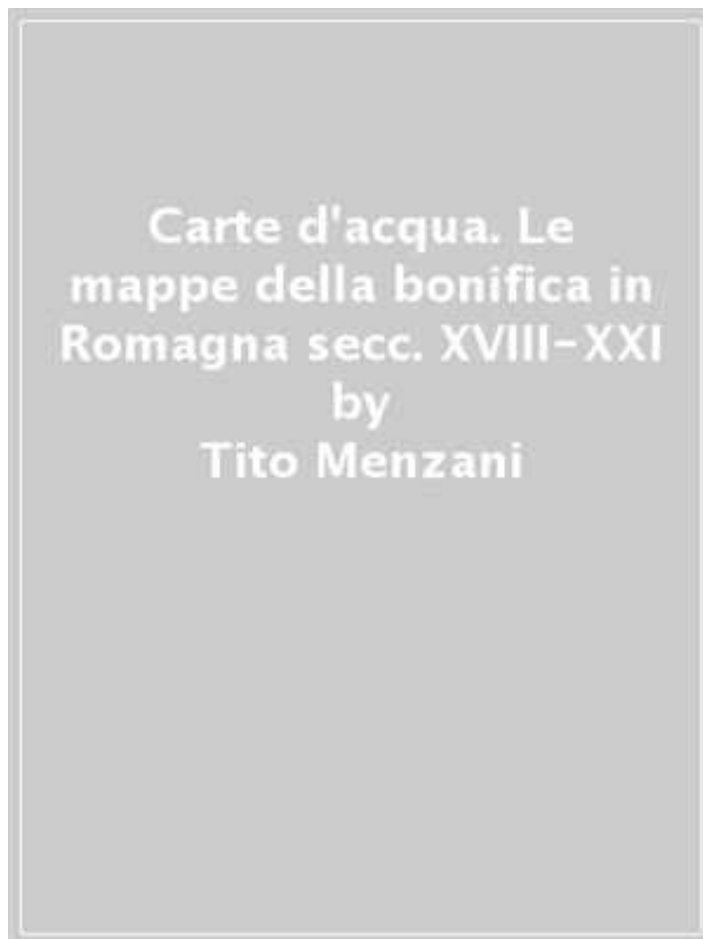 Carte d'acqua. Le
mappe della bonifica in
Romagna secc. XVIII-XXI
by
Tito Menzani